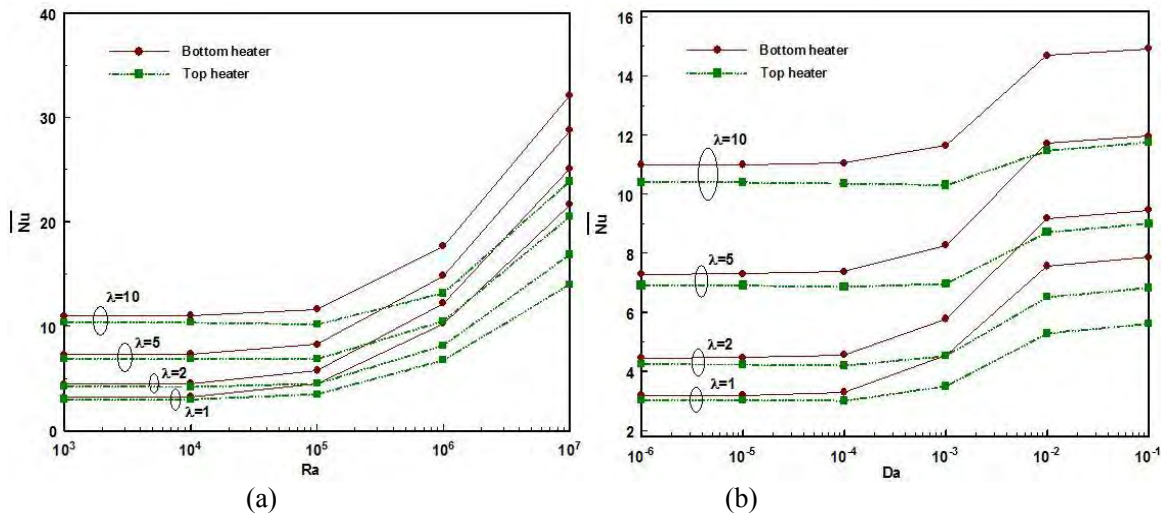 40
30
20
10
0
Nu
Bottom heater
Top heater
λ=10
λ=5
λ=2
λ=1
10³
10⁴
10⁵
10⁶
10⁷
Ra
(a)
16
14
12
10
8
6
4
2
Nu
Bottom heater
Top heater
λ=10
λ=5
λ=2
λ=1
10⁻⁶
10⁻⁵
10⁻⁴
10⁻³
10⁻²
10⁻¹
Da
(b)